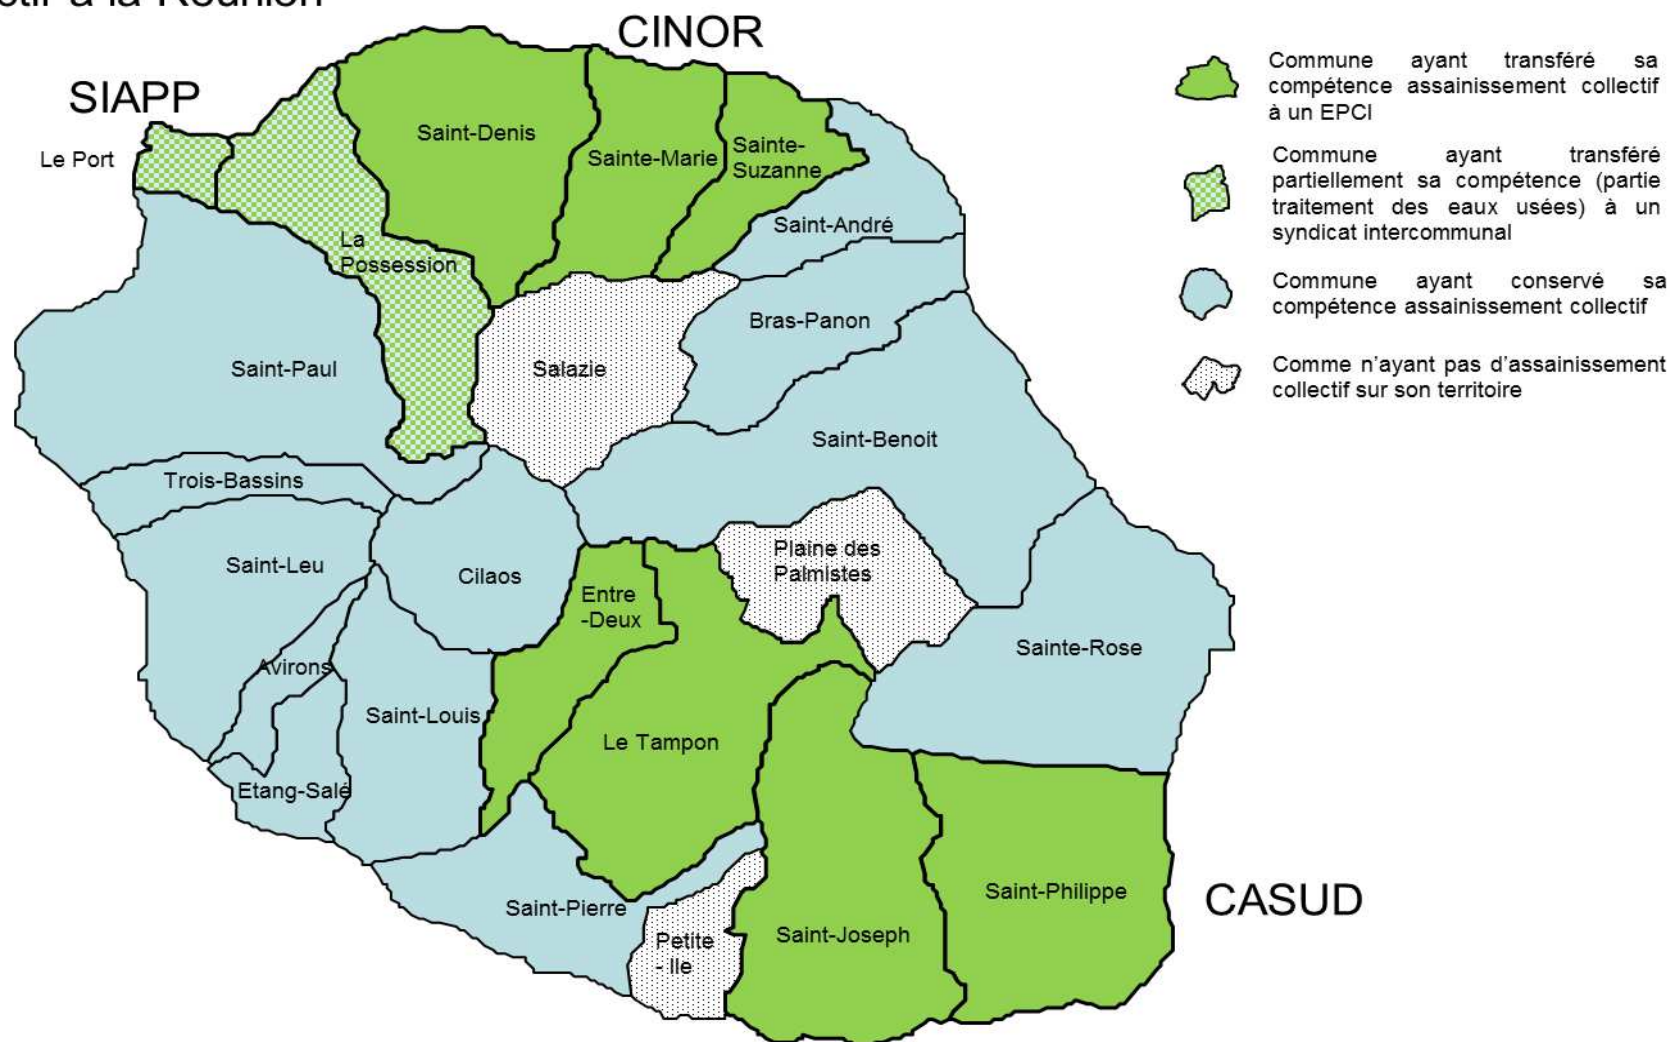 à la Réunion
CINOR
SIAPP
Le Port
Saint-Denis
Sainte-Marie
Sainte-
Suzanne
Saint-André
La
Possession
Bras-Panon
Saint-Paul
Salazie
Saint-Benoit
Trois-Bassins
Plaine des
Palmistes
Saint-Leu
Cilaos
Entre
-Deux
Sainte-Rose
Avirons
Saint-Louis
Le Tampon
Etang-Salé
Saint-Philippe
CASUD
Saint-Pierre
Saint-Joseph
Petite
- Ile
Commune ayant transféré sa
compétence assainissement collectif
à un EPCI
Commune ayant transféré
partiellement sa compétence (partie
traitement des eaux usées) à un
syndicat intercommunal
Commune ayant conservé sa
compétence assainissement collectif
Comme n'ayant pas d'assainissement
collectif sur son territoire